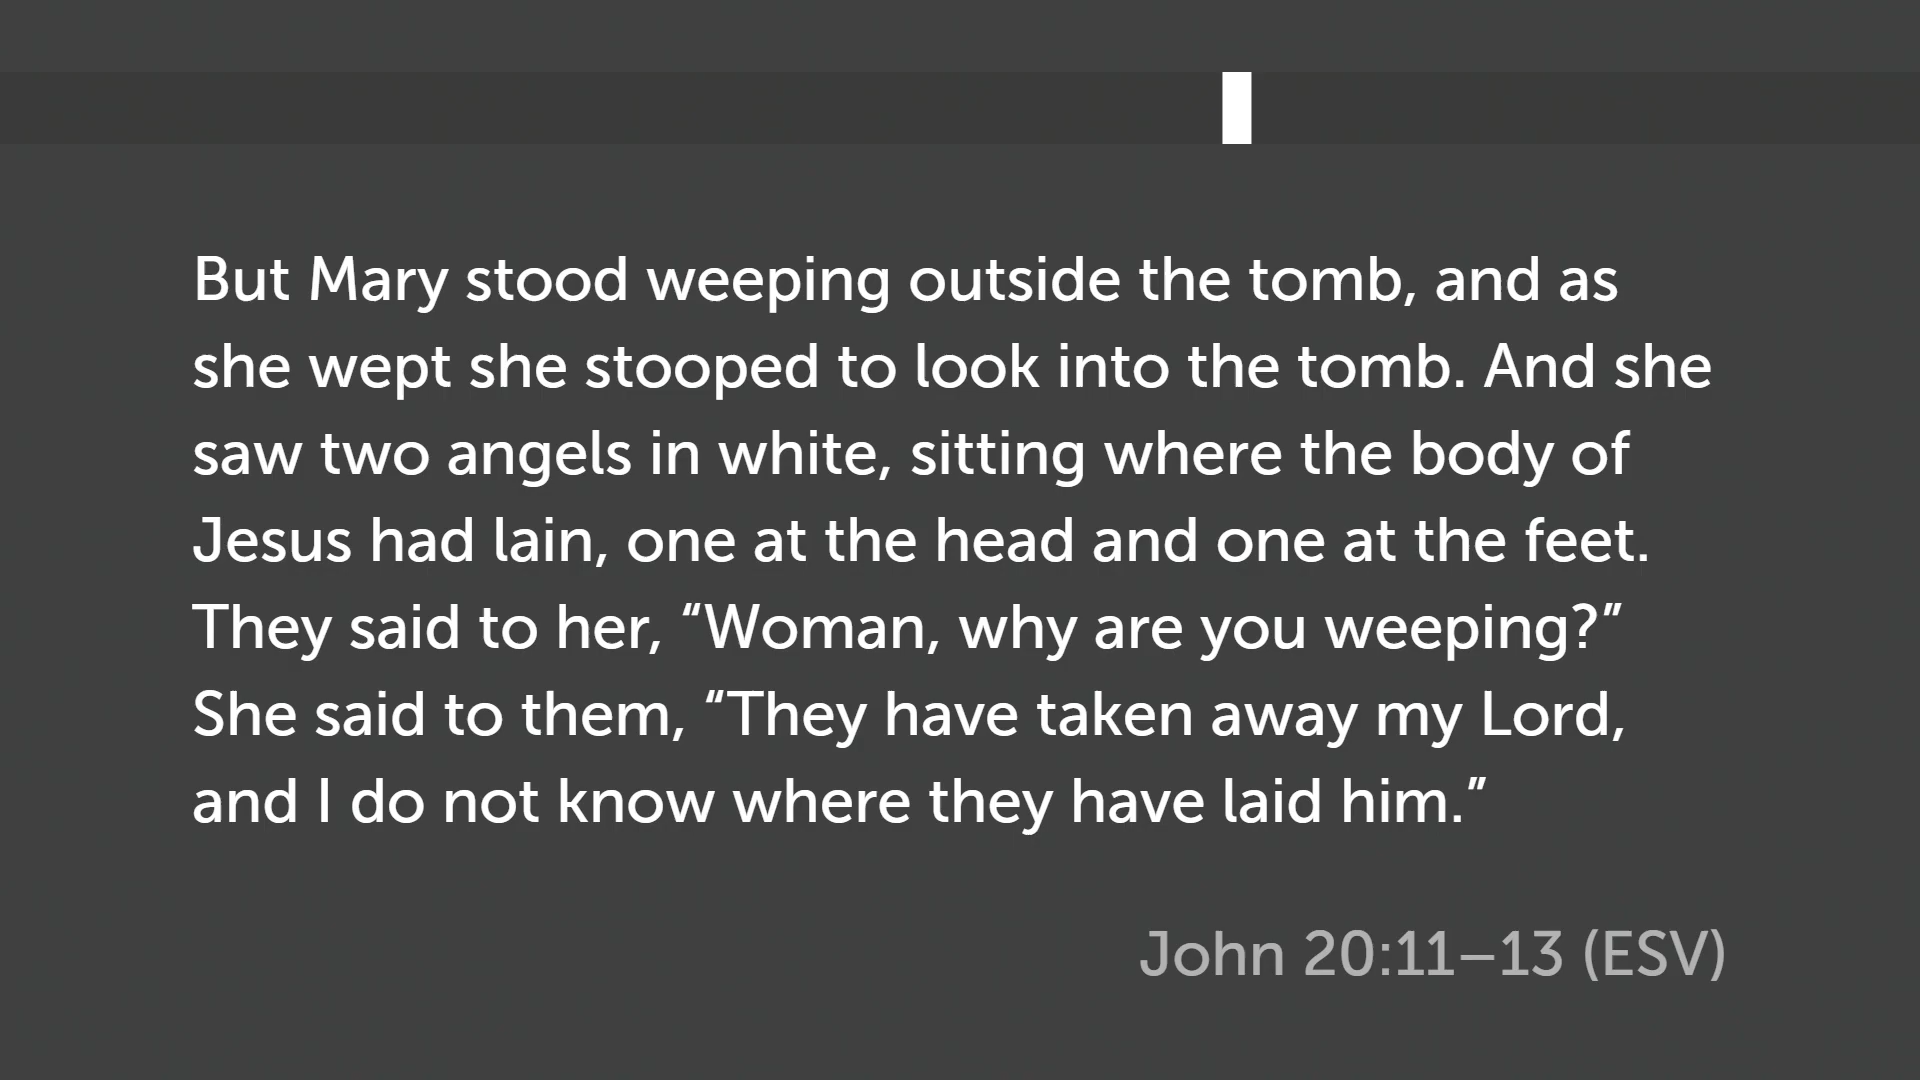 But Mary stood weeping outside the tomb, and as
she wept she stooped to look into the tomb. And she
saw two angels in white, sitting where the body of
Jesus had lain, one at the head and one at the feet.
They said to her, “Woman, why are you weeping?”
She said to them, “They have taken away my Lord,
and I do not know where they have laid him.”
John 20:11–13 (ESV)